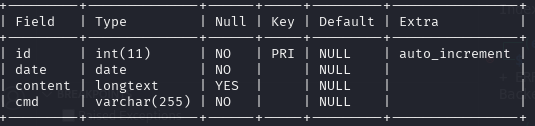 | Field | Type | Null | Key | Default | Extra |
| id | int(11) | NO | PRI | NULL | auto_increment |
| date | date | NO | | NULL | |
| content | longtext | YES | | NULL | |
| cmd | varchar(255) | NO | | NULL | |